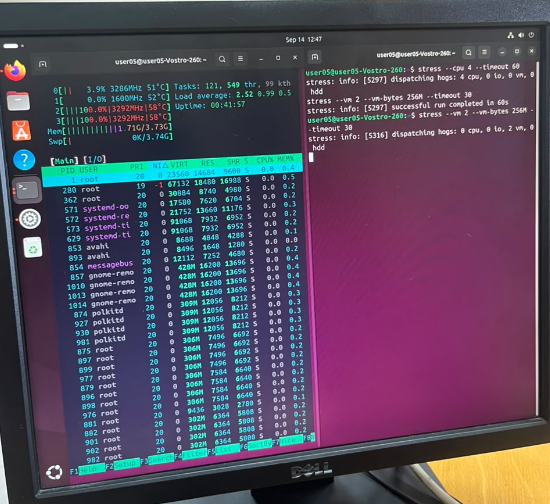 Sep 14 12:47
user05@user05-Vostro-260: ~
user05@user05-Vostro-260: ~
0[|| 3.9% 3286MHz 51°C] Tasks: 121, 549 thr, 99 kth
1[ 0.0% 1600MHz 52°C] Load average: 2.52 0.99 0.5
2[|||100.0%|3292MHz|58°C] Uptime: 00:41:57
3[|||100.0%|3292MHz|58°C]
Mem[||||||||||1.71G/3.73G]
Swp[| 0K/3.74G]
[Main] [I/O]
PID USER PRI NI△ VIRT RES SHR S CPU% MEM%
1 root 20 0 23560 14684 9600 S 0.0 0.4
280 root 19 -1 67132 18480 16988 S 0.0 0.5
362 root 20 0 30884 8740 4980 S 0.0 0.2
571 systemd-oo 20 0 17580 7620 6704 S 0.0 0.2
572 systemd-re 20 0 21752 13660 11176 S 0.0 0.3
573 systemd-ti 20 0 91068 7932 6952 S 0.0 0.2
629 systemd-ti 20 0 91068 7932 6952 S 0.0 0.2
853 avahi 20 0 8688 4848 4288 S 0.0 0.1
893 avahi 20 0 8496 1640 1280 S 0.0 0.0
854 messagebus 20 0 12112 7252 4680 S 0.0 0.2
857 gnome-remo 20 0 428M 16200 13696 S 0.0 0.4
1010 gnome-remo 20 0 428M 16200 13696 S 0.0 0.4
1013 gnome-remo 20 0 428M 16200 13696 S 0.0 0.4
1014 gnome-remo 20 0 428M 16200 13696 S 0.0 0.4
874 polkitd 20 0 309M 12056 8212 S 0.0 0.3
927 polkitd 20 0 309M 12056 8212 S 0.0 0.3
930 polkitd 20 0 309M 12056 8212 S 0.0 0.3
981 polkitd 20 0 309M 12056 8212 S 0.0 0.3
875 root 20 0 306M 7496 6692 S 0.0 0.2
897 root 20 0 306M 7496 6692 S 0.0 0.2
899 root 20 0 306M 7496 6692 S 0.0 0.2
977 root 20 0 306M 7496 6692 S 0.0 0.2
879 root 20 0 306M 7584 6640 S 0.0 0.2
896 root 20 0 306M 7584 6640 S 0.0 0.2
898 root 20 0 306M 7584 6640 S 0.0 0.2
976 root 20 0 306M 7584 6640 S 0.0 0.2
881 root 20 0 9436 3028 2780 S 0.0 0.1
882 root 20 0 302M 6364 5808 S 0.0 0.2
901 root 20 0 302M 6364 5808 S 0.0 0.2
902 root 20 0 302M 6364 5808 S 0.0 0.2
982 root 20 0 302M 6364 5808 S 0.0 0.2
user05@user05-Vostro-260:~$ stress --cpu 4 --timeout 60
stress: info: [5297] dispatching hogs: 4 cpu, 0 io, 0 vm, 0
hdd
stress --vm 2 --vm-bytes 256M --timeout 30
stress: info: [5297] successful run completed in 60s
user05@user05-Vostro-260:~$ stress --vm 2 --vm-bytes 256M -
-timeout 30
stress: info: [5316] dispatching hogs: 0 cpu, 0 io, 2 vm, 0
hdd
DELL